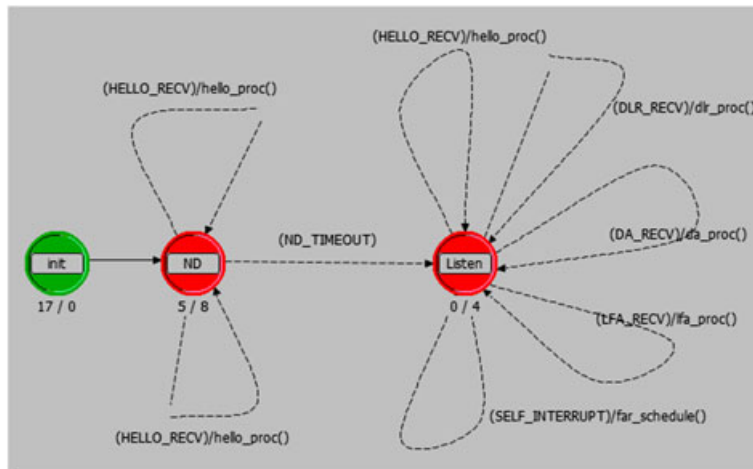 (HELLO_RECV)/hello_proc()
(HELLO_RECV)/hello_proc()
(DLR_RECV)/dlr_proc()
(DA_RECV)/da_proc()
(ND_TIMEOUT)
init
ND
Listen
17 / 0
5 / 8
0 / 4
(LFA_RECV)/lfa_proc()
(SELF_INTERRUPT)/far_schedule()
(HELLO_RECV)/hello_proc()